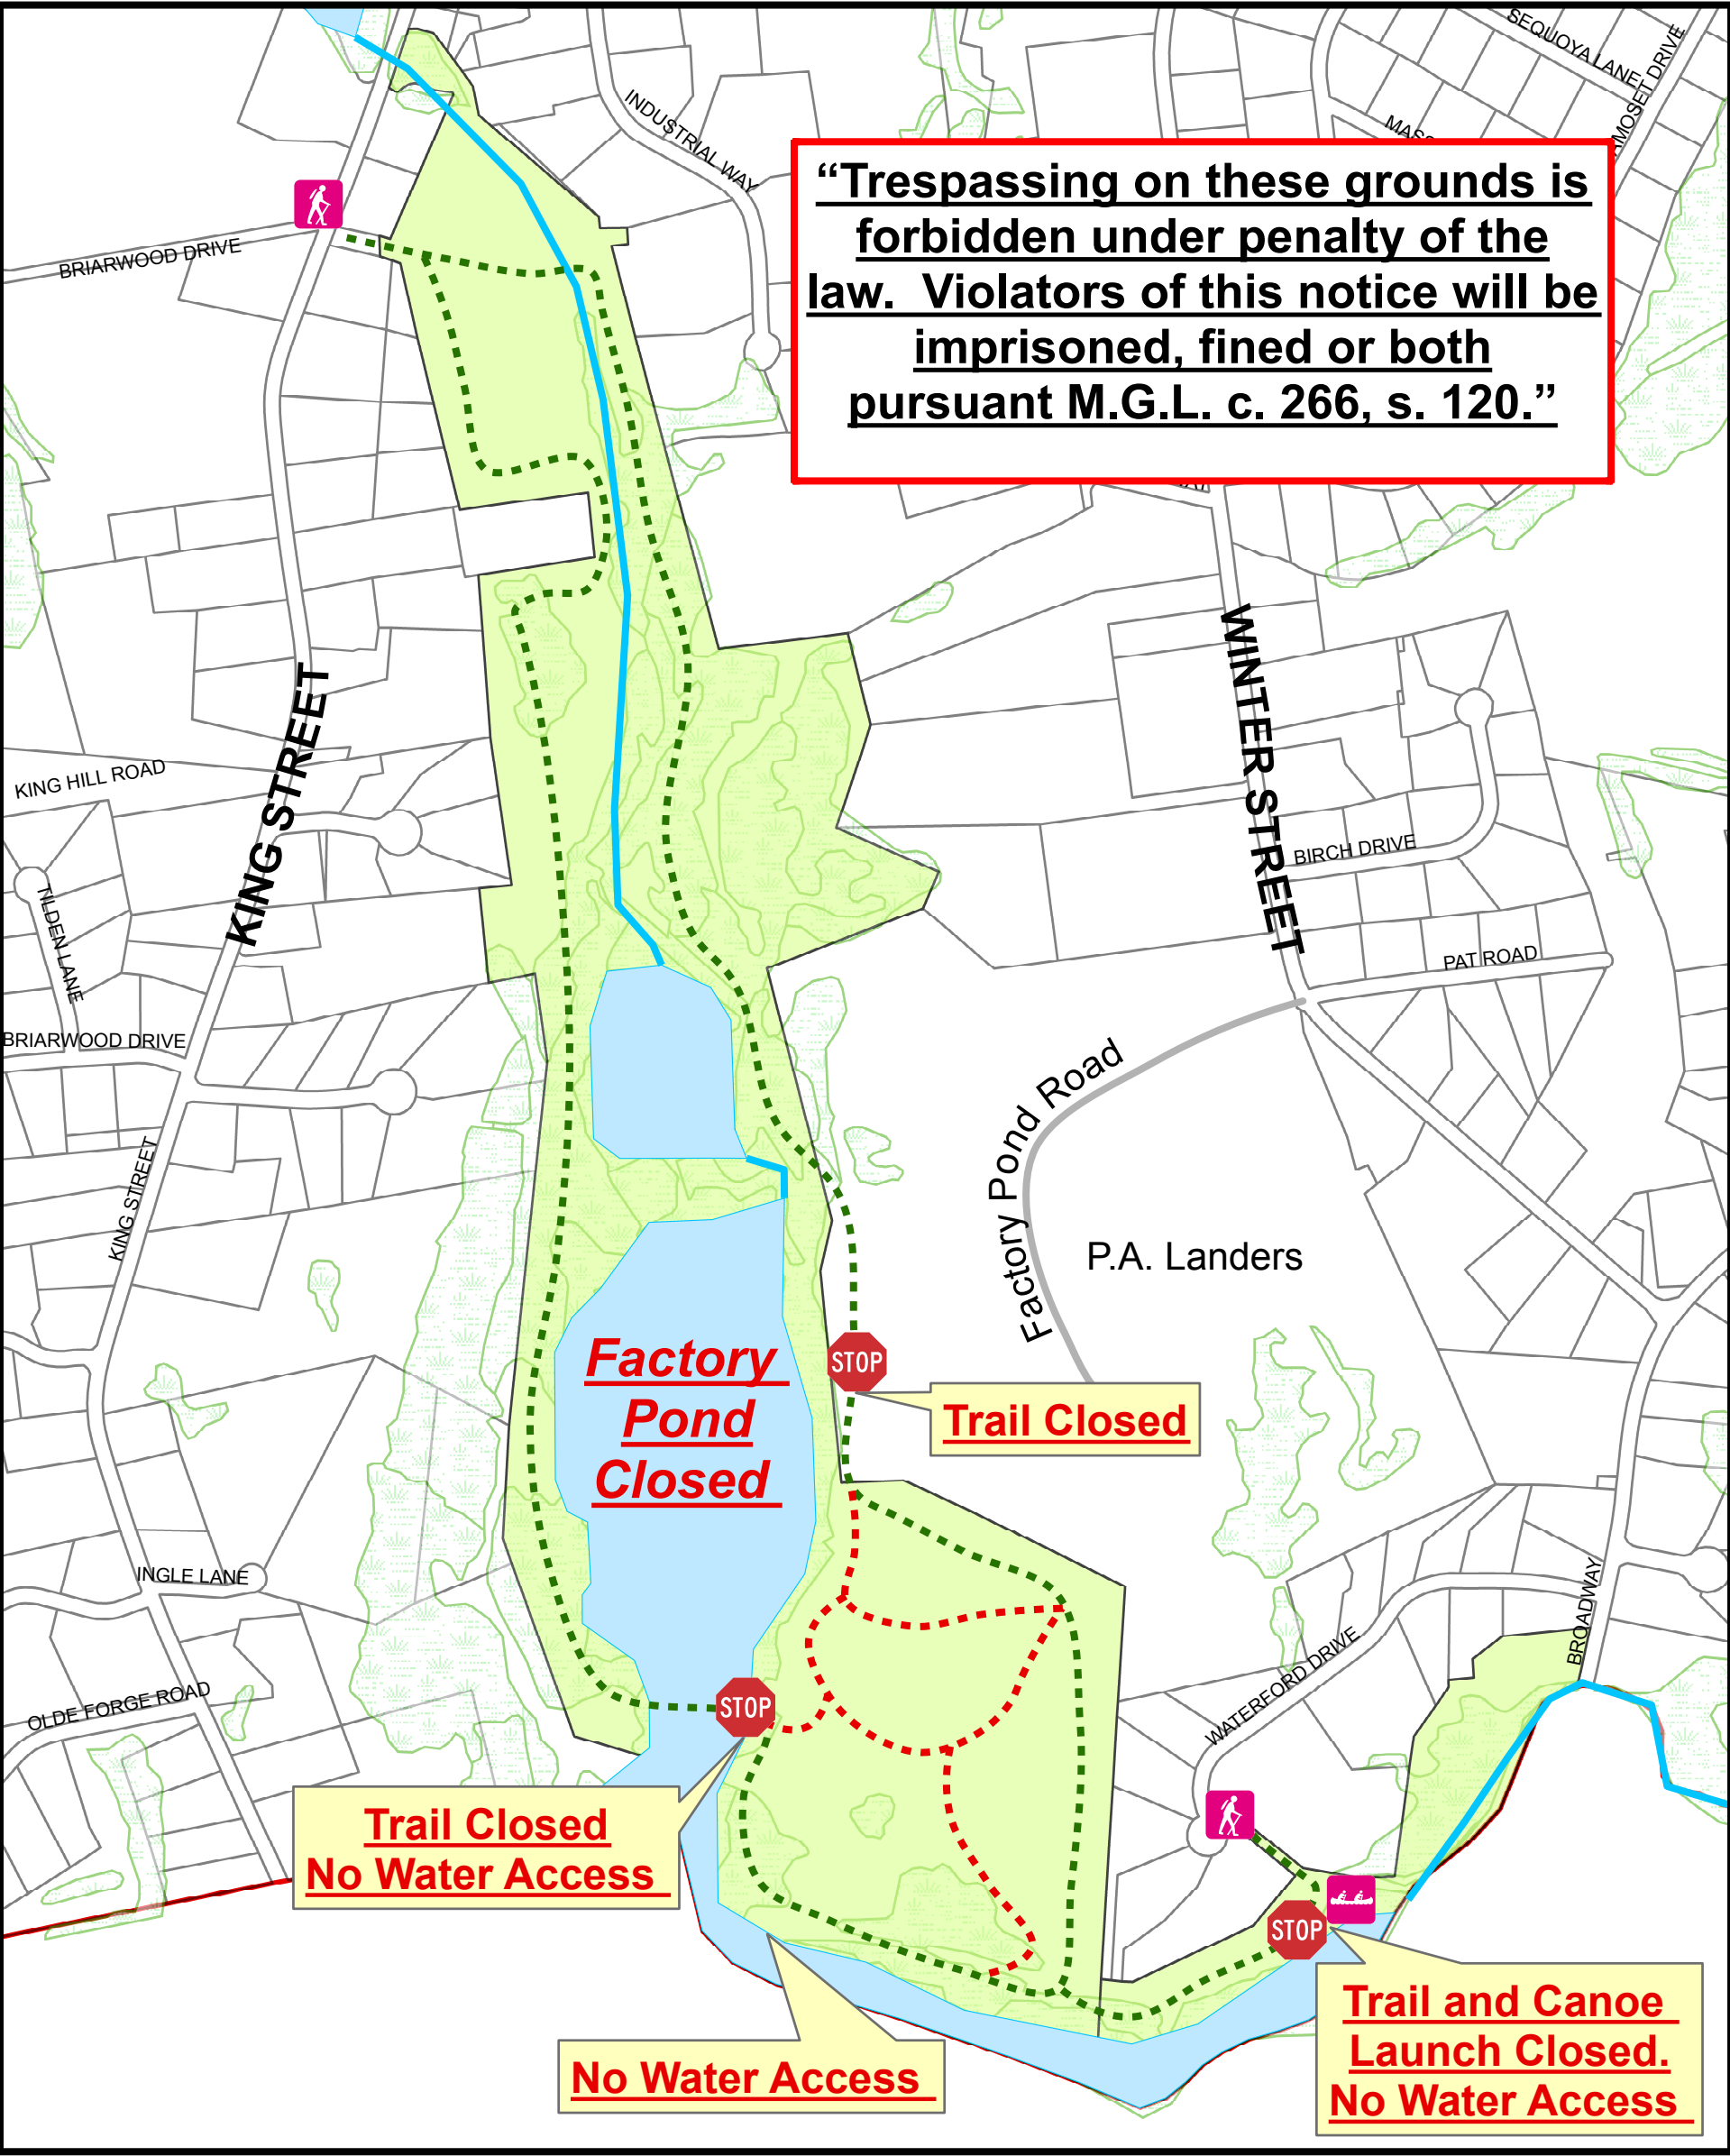 SEQUOYA LANE
INDUSTRIAL WAY
“Trespassing on these grounds is
forbidden under penalty of the
law. Violators of this notice will be
imprisoned, fined or both
pursuant M.G.L. c. 266, s. 120.”
BRIARWOOD DRIVE
WINTER STREET
KING STREET
KING HILL ROAD
BIRCH DRIVE
TILDEN LANE
PAT ROAD
BRIARWOOD DRIVE
Factory Pond Road
KING STREET
P.A. Landers
Factory
Pond
Closed
STOP
Trail Closed
INGLE LANE
BROADWAY
OLDE FORGE ROAD
WATERFORD DRIVE
STOP
Trail Closed
No Water Access
STOP
Trail and Canoe
Launch Closed.
No Water Access
No Water Access